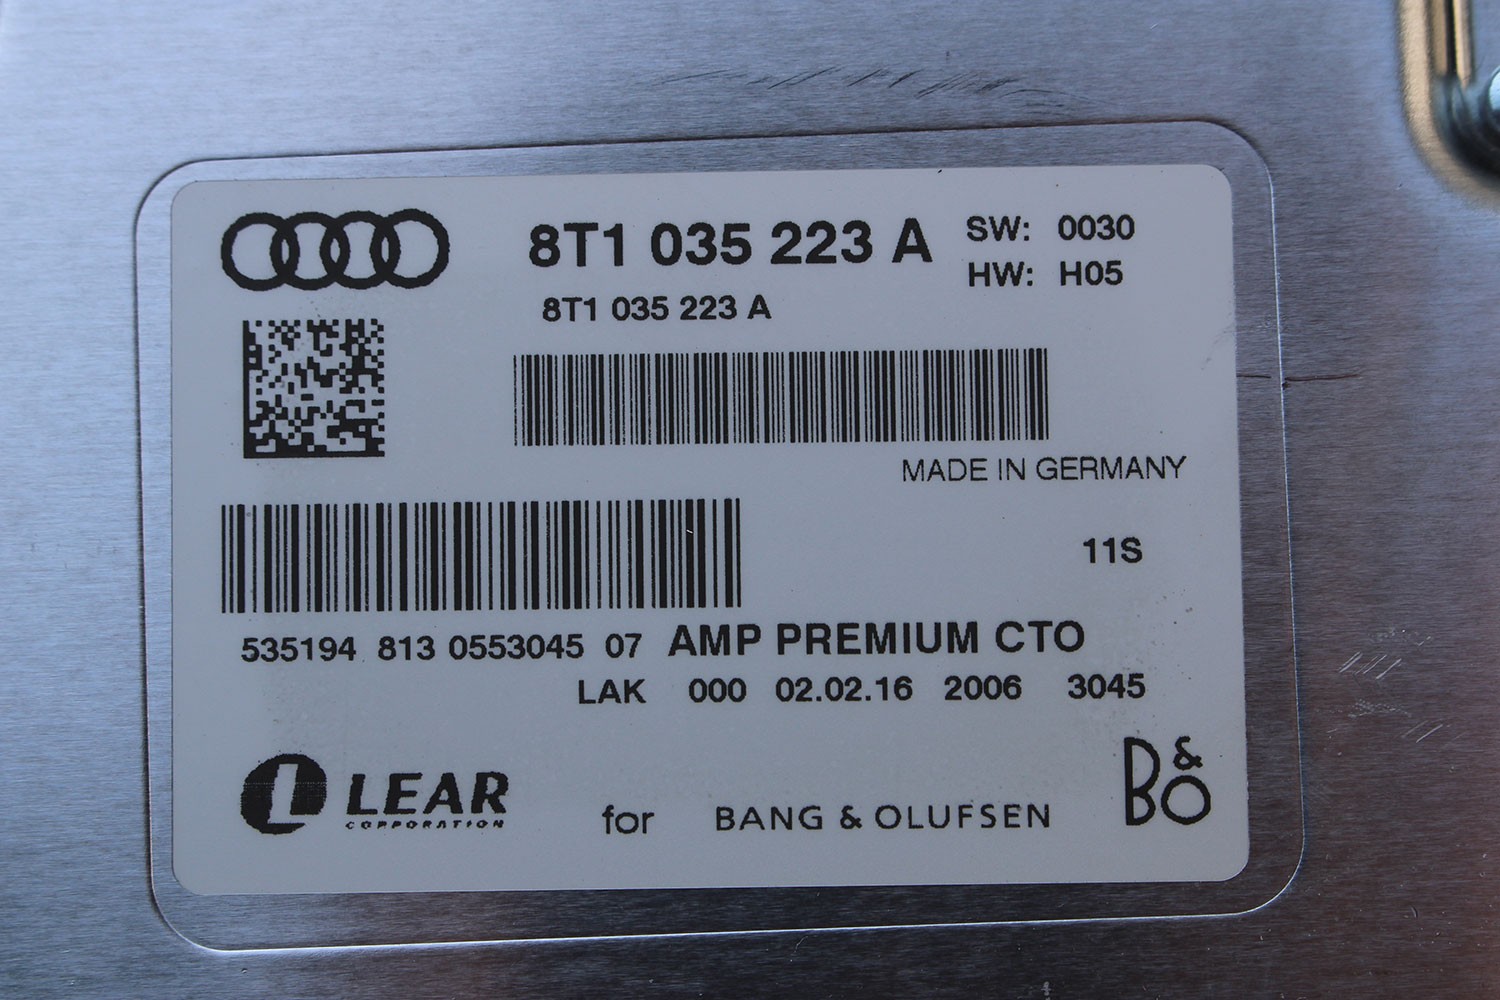 8T1 035 223 A
SW: 0030
HW: H05
8T1 035 223 A
MADE IN GERMANY
11S
535194 813 0553045 07 AMP PREMIUM CTO
LAK 000 02.02.16 2006 3045
LEAR
CORPORATION
for BANG & OLUFSEN
B&O